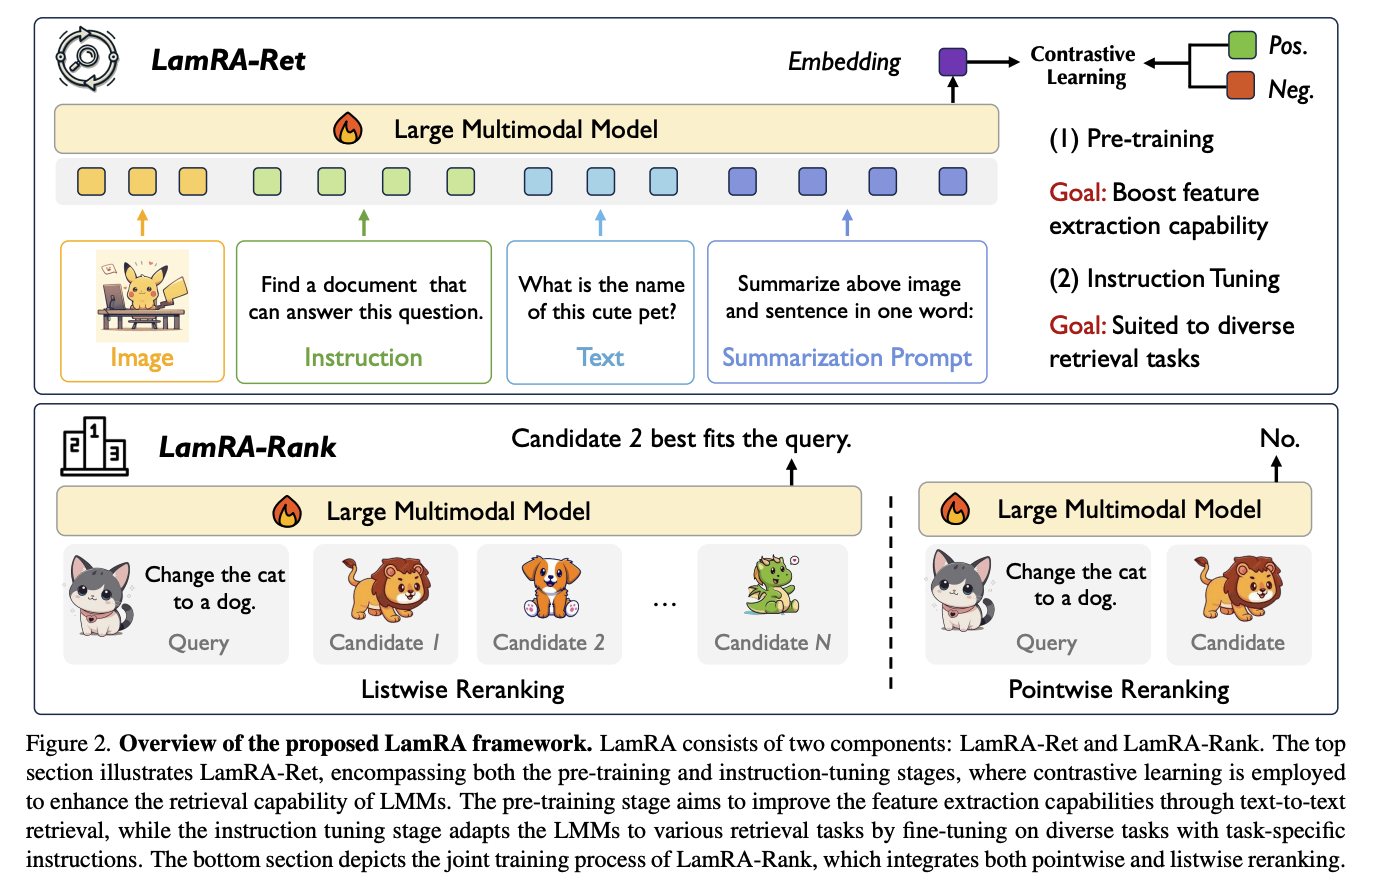 LamRA-Ret
Embedding
Contrastive
Learning
Pos.
Neg.
Large Multimodal Model
(1) Pre-training
Goal: Boost feature
extraction capability
(2) Instruction Tuning
Goal: Suited to diverse
retrieval tasks
Image
Find a document that
can answer this question.
Instruction
What is the name
of this cute pet?
Text
Summarize above image
and sentence in one word:
Summarization Prompt
2 1 3
LamRA-Rank
Candidate 2 best fits the query.
No.
Large Multimodal Model
Large Multimodal Model
Change the cat
to a dog.
Query
Candidate 1
Candidate 2
...
Candidate N
Change the cat
to a dog.
Query
Candidate
Listwise Reranking
Pointwise Reranking
Figure 2. Overview of the proposed LamRA framework. LamRA consists of two components: LamRA-Ret and LamRA-Rank. The top
section illustrates LamRA-Ret, encompassing both the pre-training and instruction-tuning stages, where contrastive learning is employed
to enhance the retrieval capability of LMMs. The pre-training stage aims to improve the feature extraction capabilities through text-to-text
retrieval, while the instruction tuning stage adapts the LMMs to various retrieval tasks by fine-tuning on diverse tasks with task-specific
instructions. The bottom section depicts the joint training process of LamRA-Rank, which integrates both pointwise and listwise reranking.